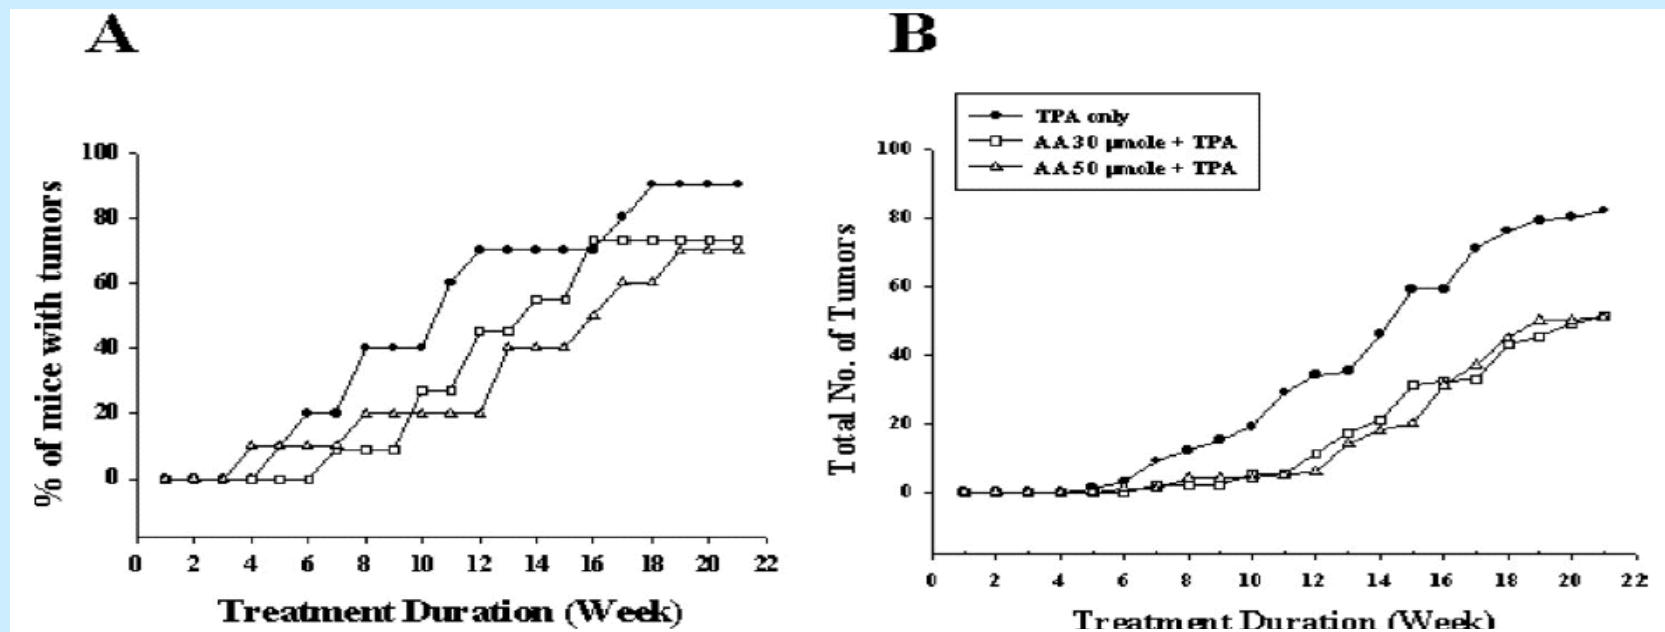 A
B
TPA only
AA 30 µmole + TPA
AA 50 µmole + TPA
% of mice with tumors
100
80
60
40
20
0
0 2 4 6 8 10 12 14 16 18 20 22
Treatment Duration (Week)
Total No. of Tumors
100
80
60
40
20
0
0 2 4 6 8 10 12 14 16 18 20 22
Treatment Duration (Week)